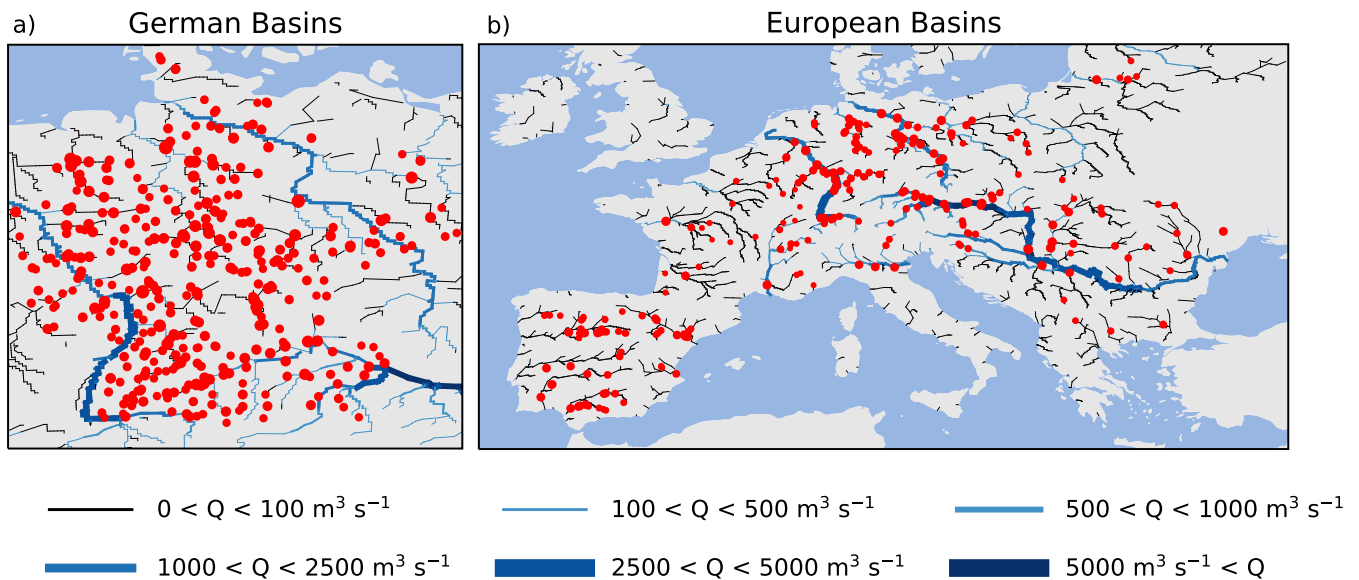 a) German Basins
b) European Basins
0 < Q < 100 m³ s⁻¹
100 < Q < 500 m³ s⁻¹
500 < Q < 1000 m³ s⁻¹
1000 < Q < 2500 m³ s⁻¹
2500 < Q < 5000 m³ s⁻¹
5000 m³ s⁻¹ < Q